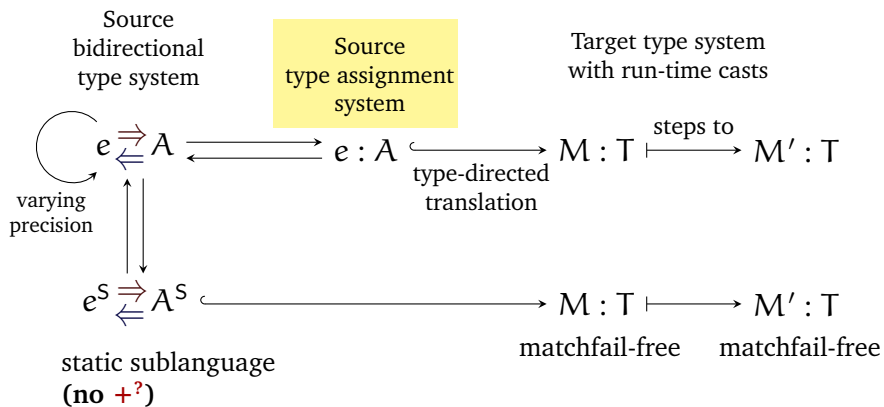 Source
bidirectional
type system
Source
type assignment
system
Target type system
with run-time casts
e ⇒ ⇐ A
e : A
M : T
steps to
M′ : T
varying
precision
type-directed
translation
eˢ ⇒ ⇐ Aˢ
M : T
M′ : T
matchfail-free
matchfail-free
static sublanguage
(no +?)